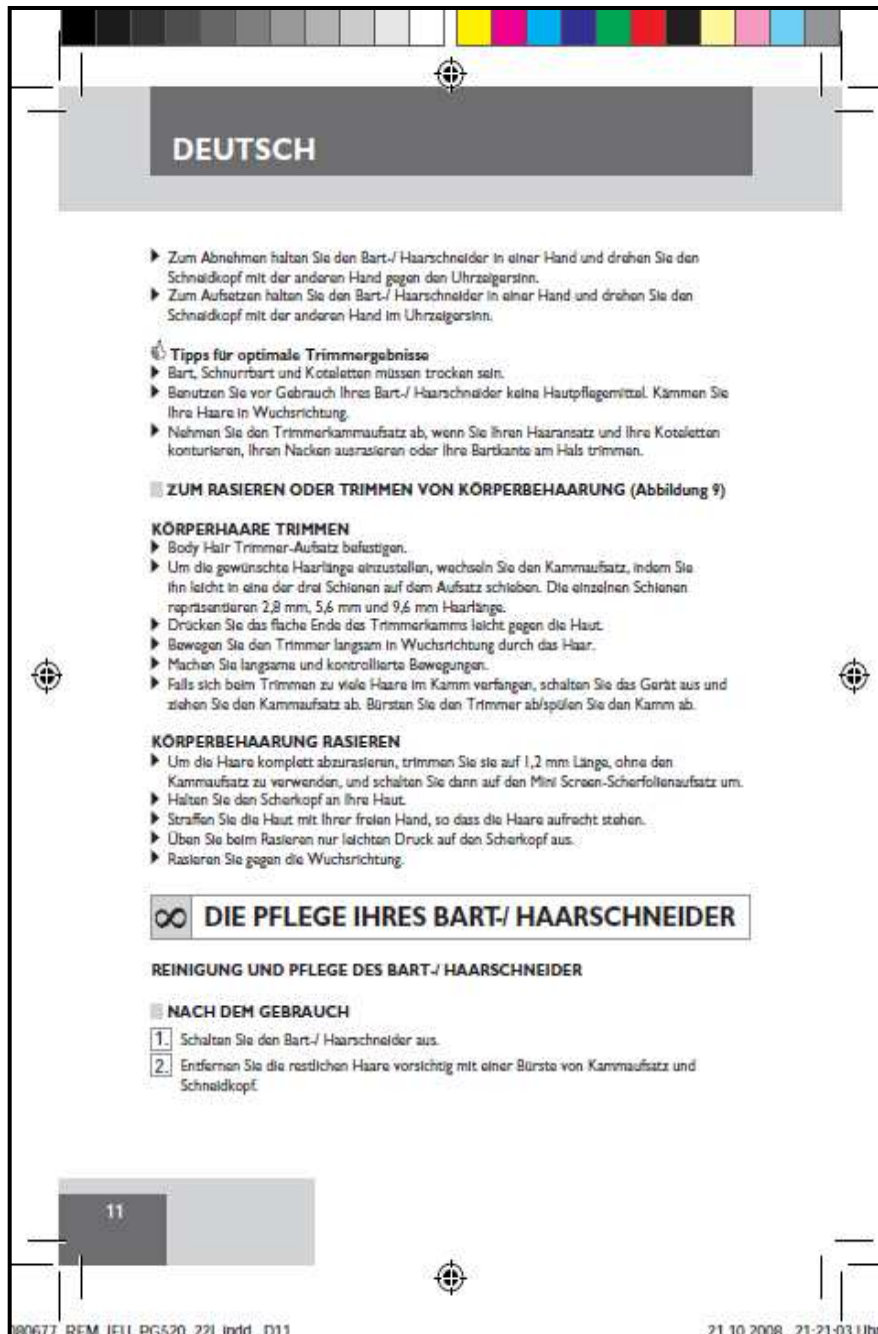 DEUTSCH
Zum Abnehmen halten Sie den Bart-/ Haarschneider in einer Hand und drehen Sie den
Schneidkopf mit der anderen Hand gegen den Uhrzeigersinn.
Zum Aufsetzen halten Sie den Bart-/ Haarschneider in einer Hand und drehen Sie den
Schneidkopf mit der anderen Hand im Uhrzeigersinn.
Tipps für optimale Trimmergebnisse
Bart, Schnurrbart und Koteletten müssen trocken sein.
Benutzen Sie vor Gebrauch Ihres Bart-/ Haarschneider keine Hautpflegemittel. Kämmen Sie
Ihre Haare in Wuchsrichtung.
Nehmen Sie den Trimmerkammaufsatz ab, wenn Sie Ihren Haaransatz und Ihre Koteletten
konturieren, Ihren Nacken ausrasieren oder Ihre Bartkante am Hals trimmen.
ZUM RASIEREN ODER TRIMMEN VON KÖRPERBEHAARUNG (Abbildung 9)
KÖRPERHAARE TRIMMEN
Body Hair Trimmer-Aufsatz befestigen.
Um die gewünschte Haarlänge einzustellen, wechseln Sie den Kammaufsatz, indem Sie
ihn leicht in eine der drei Schienen auf dem Aufsatz schieben. Die einzelnen Schienen
repräsentieren 2,8 mm, 5,6 mm und 9,6 mm Haarlänge.
Drücken Sie das flache Ende des Trimmerkamms leicht gegen die Haut.
Bewegen Sie den Trimmer langsam in Wuchsrichtung durch das Haar.
Machen Sie langsame und kontrollierte Bewegungen.
Falls sich beim Trimmen zu viele Haare im Kamm verfangen, schalten Sie das Gerät aus und
ziehen Sie den Kammaufsatz ab. Bürsten Sie den Trimmer ab/spülen Sie den Kamm ab.
KÖRPERBEHAARUNG RASIEREN
Um die Haare komplett abzurasieren, trimmen Sie sie auf 1,2 mm Länge, ohne den
Kammaufsatz zu verwenden, und schalten Sie dann auf den Mini Screen-Scherfolienaufsatz um.
Halten Sie den Scherkopf an Ihre Haut.
Straffen Sie die Haut mit Ihrer freien Hand, so dass die Haare aufrecht stehen.
Üben Sie beim Rasieren nur leichten Druck auf den Scherkopf aus.
Rasieren Sie gegen die Wuchsrichtung.
DIE PFLEGE IHRES BART-/ HAARSCHNEIDER
REINIGUNG UND PFLEGE DES BART-/ HAARSCHNEIDER
NACH DEM GEBRAUCH
1. Schalten Sie den Bart-/ Haarschneider aus.
2. Entfernen Sie die restlichen Haare vorsichtig mit einer Bürste von Kammaufsatz und
Schneidkopf.
11
080677_REM_IFU_PG520_22L.indd D11
21.10.2008 21:21:03 Uhr